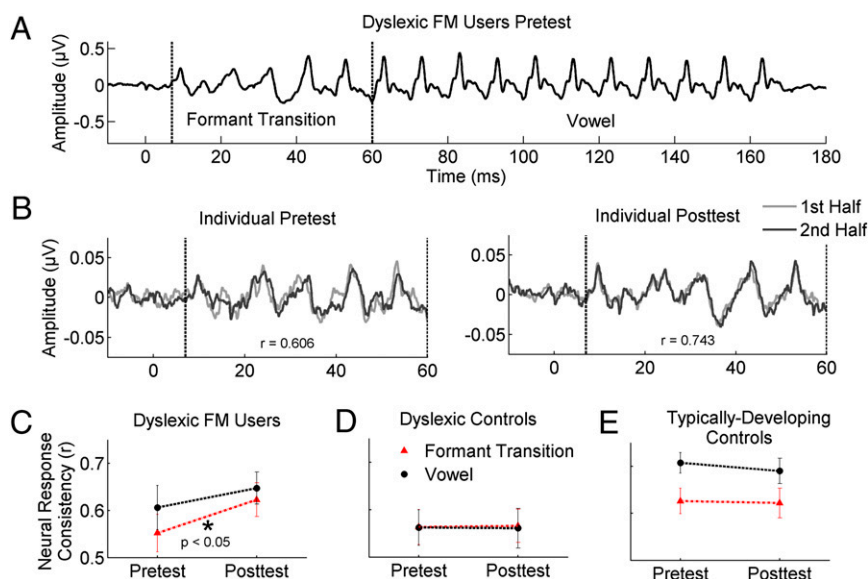 A
Dyslexic FM Users Pretest
Amplitude (µV)
0.5
0
-0.5
Formant Transition
Vowel
0 20 40 60 80 100 120 140 160 180
Time (ms)
B
Individual Pretest
Individual Posttest
1st Half
2nd Half
Amplitude (µV)
0.05
0
-0.05
r = 0.606
0 20 40 60
0.05
0
-0.05
r = 0.743
0 20 40 60
C
Dyslexic FM Users
Neural Response
Consistency (r)
0.7
0.6
0.5
*
p < 0.05
Pretest Posttest
D
Dyslexic Controls
Formant Transition
Vowel
Pretest Posttest
E
Typically-Developing
Controls
Pretest Posttest